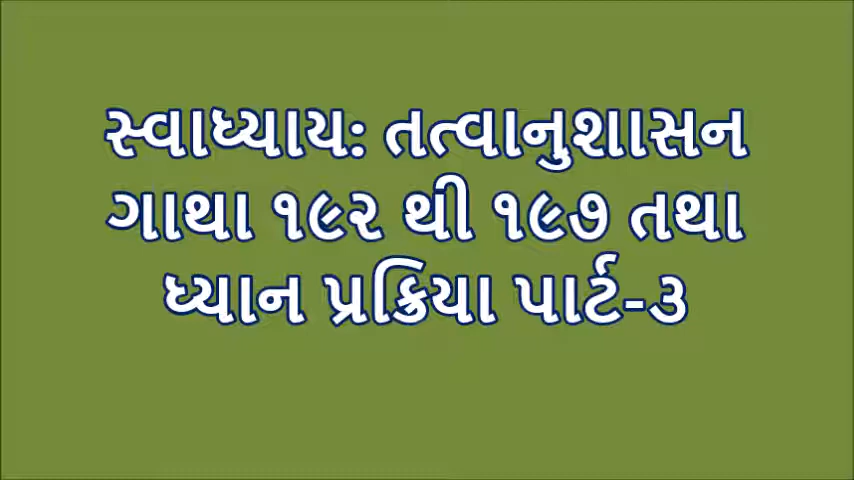 સ્વાધ્યાય: તત્વાનુશાસન
ગાથા ૧૯૨ થી ૧૯૭ તથા
ધ્યાન પ્રક્રિયા પાર્ટ-૩